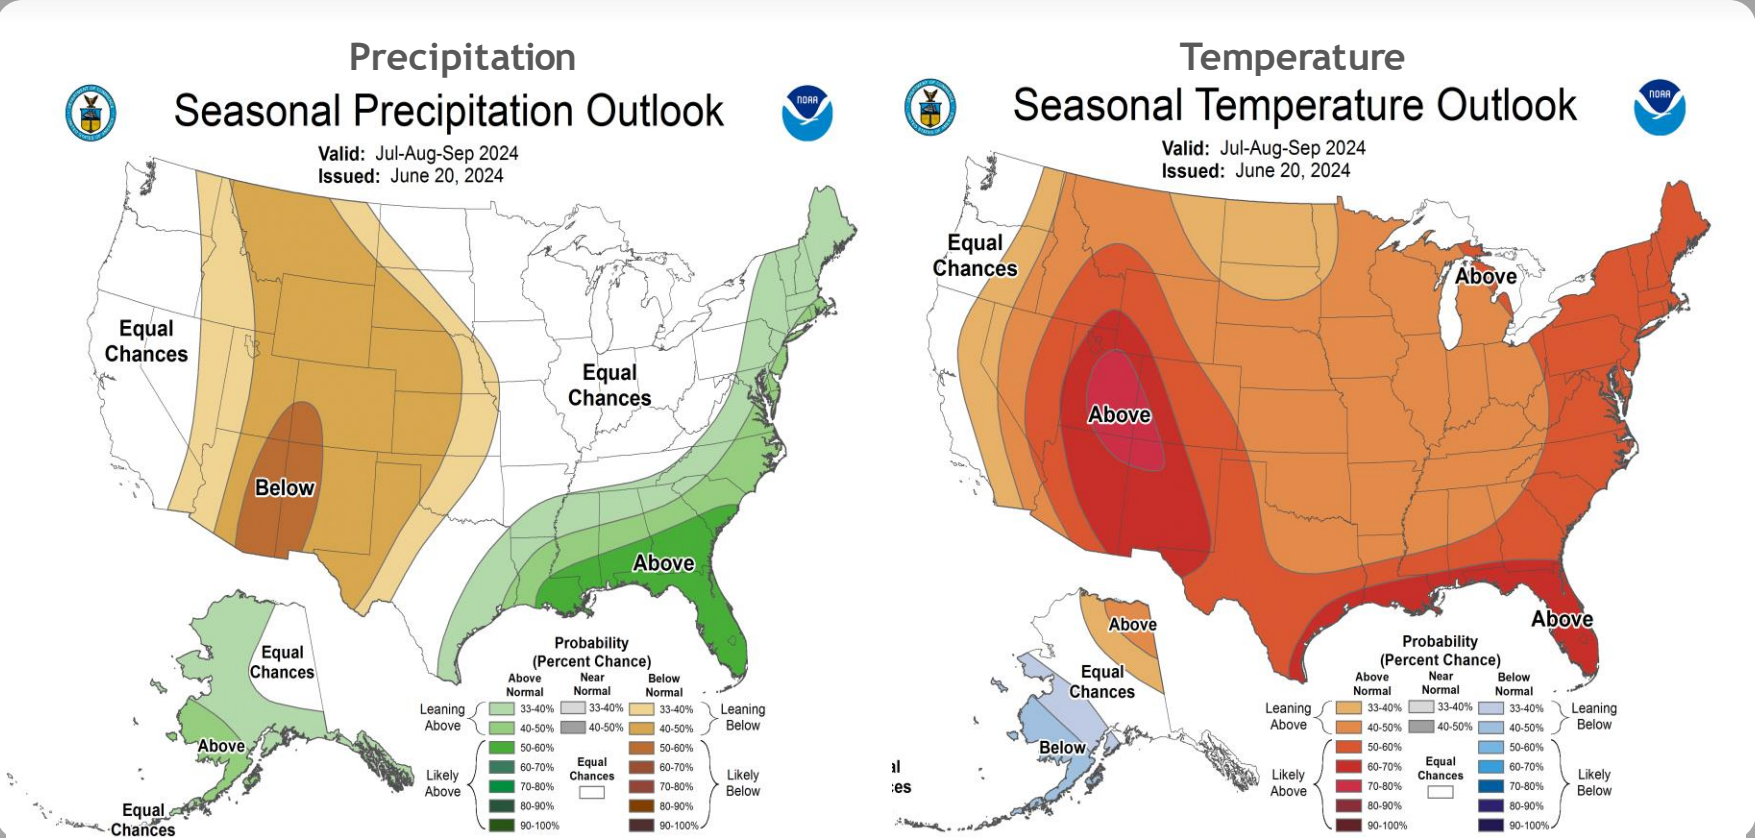 Precipitation
Seasonal Precipitation Outlook
NOAA
Valid: Jul-Aug-Sep 2024
Issued: June 20, 2024
Equal
Chances
Equal
Chances
Below
Above
Equal
Chances
Above
Equal
Chances
Probability
(Percent Chance)
Above
Normal
Near
Normal
Below
Normal
Leaning
Above
33-40%
33-40%
33-40%
Leaning
Below
40-50%
40-50%
40-50%
50-60%
50-60%
60-70%
Equal
Chances
60-70%
Likely
Above
70-80%
70-80%
Likely
Below
80-90%
80-90%
90-100%
90-100%
Temperature
Seasonal Temperature Outlook
NOAA
Valid: Jul-Aug-Sep 2024
Issued: June 20, 2024
Equal
Chances
Above
Above
Above
Above
Equal
Chances
Below
al
ces
Probability
(Percent Chance)
Above
Normal
Near
Normal
Below
Normal
Leaning
Above
33-40%
33-40%
33-40%
Leaning
Below
40-50%
40-50%
40-50%
50-60%
50-60%
60-70%
Equal
Chances
60-70%
Likely
Above
70-80%
70-80%
Likely
Below
80-90%
80-90%
90-100%
90-100%